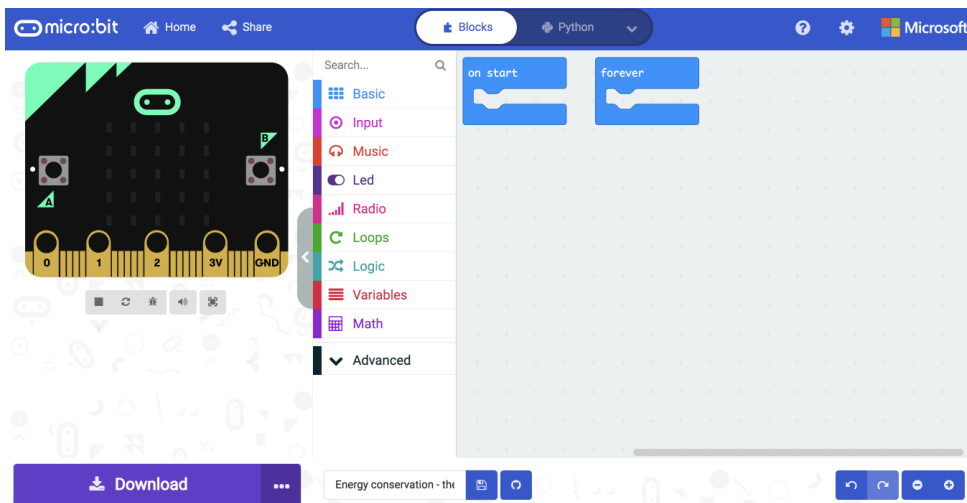 micro:bit Home Share Blocks Python ? Microsoft
Search...
Basic
Input
Music
Led
Radio
Loops
Logic
Variables
Math
Advanced
on start forever
B
A
0 1 2 3V GND
Download ...
Energy conservation - the